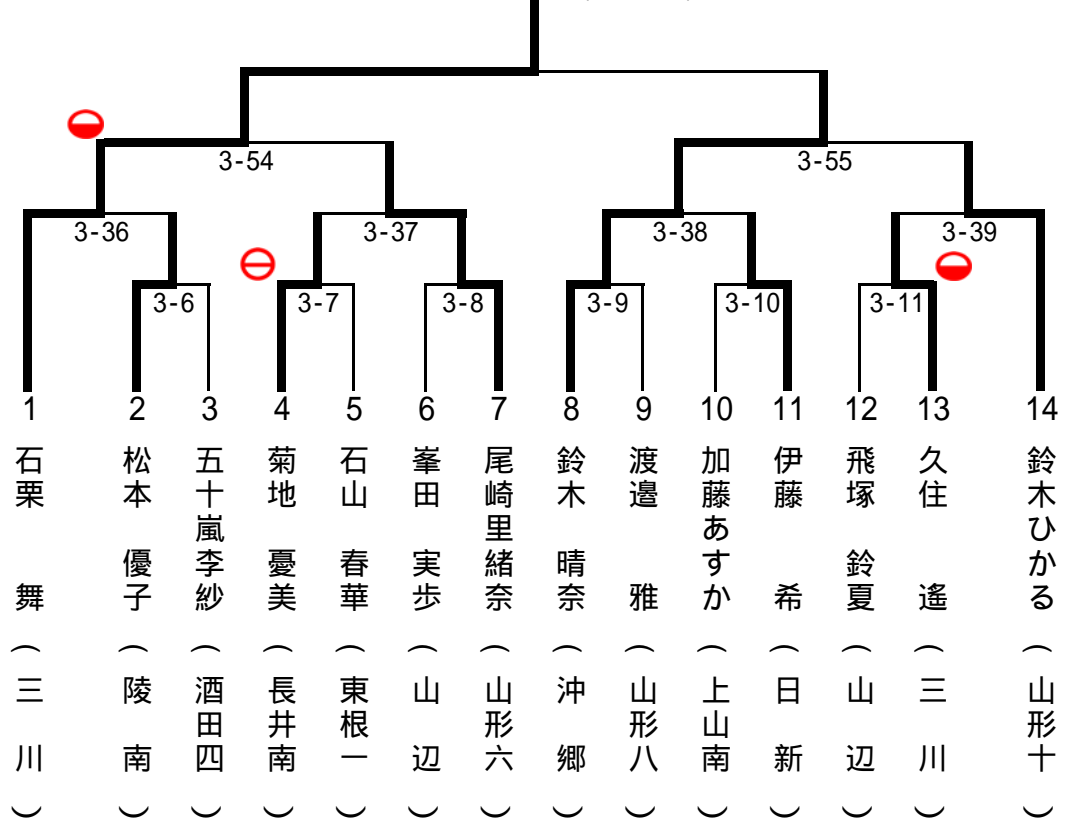 3-54
3-55
3-36
3-37
3-38
3-39
3-6
3-7
3-8
3-9
3-10
3-11
1
2
3
4
5
6
7
8
9
10
11
12
13
14
石栗 舞（三川）
松本 優子（陵南）
五十嵐李紗（酒田四）
菊地 憂美（長井南）
石山 春華（東根一）
峯田 実歩（山辺）
尾崎里緒奈（山形六）
鈴木 晴奈（沖郷）
渡邉 雅（山形八）
加藤あすか（上山南）
伊藤 希（日新）
飛塚 鈴夏（山辺）
久住 遙（三川）
鈴木ひかる（山形十）